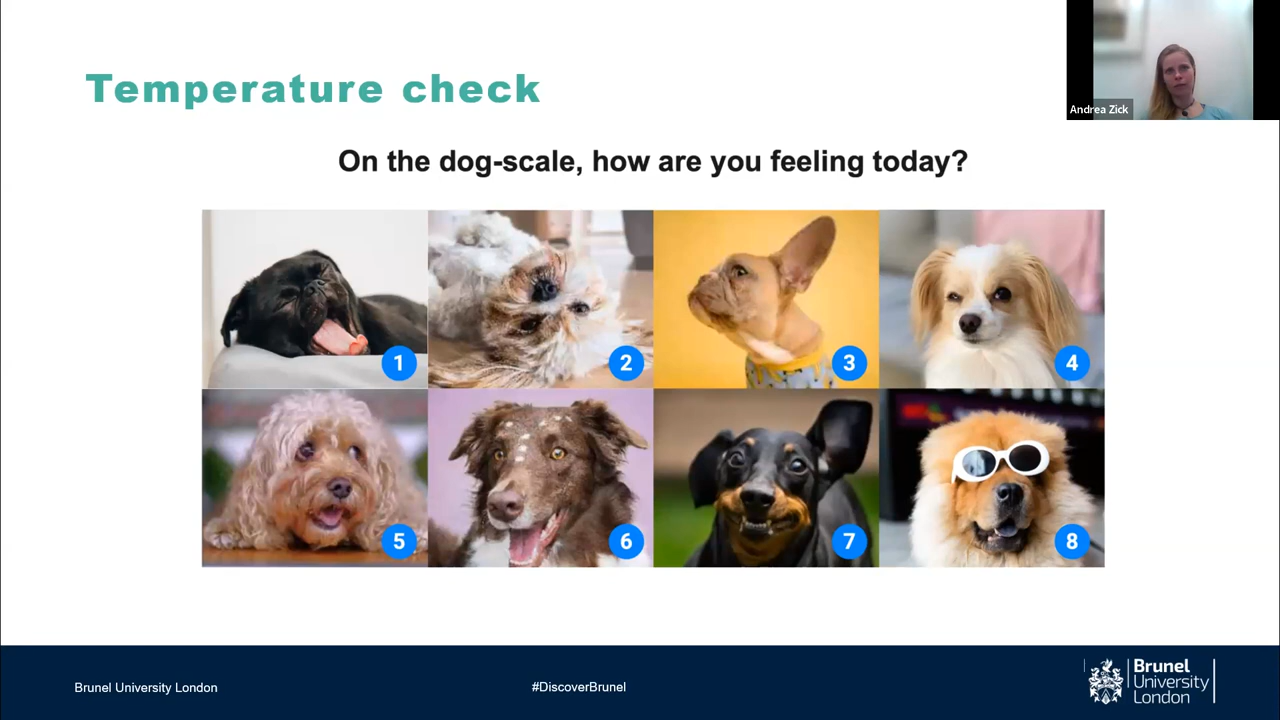 Temperature check
Andrea Zick
On the dog-scale, how are you feeling today?
1
2
3
4
5
6
7
8
Brunel University London
#DiscoverBrunel
Brunel
University
London